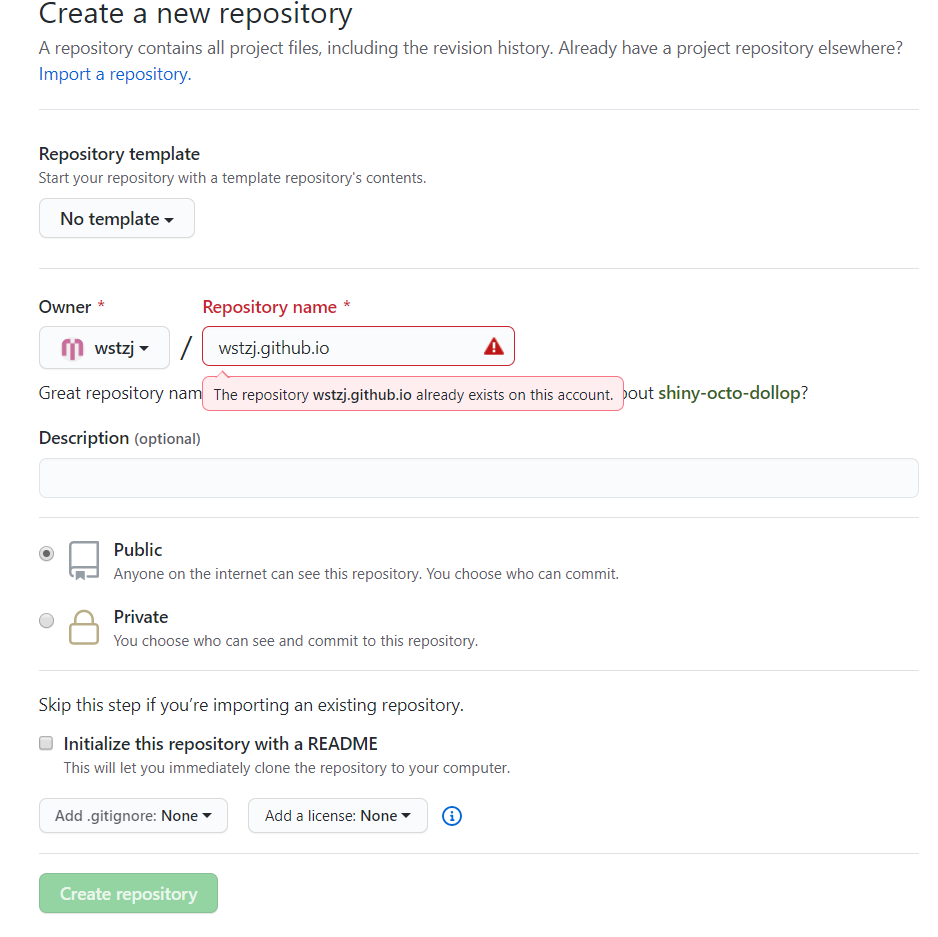 Create a new repository
A repository contains all project files, including the revision history. Already have a project repository elsewhere?
Import a repository.
Repository template
Start your repository with a template repository's contents.
No template
Owner * Repository name *
wstzj / wstzj.github.io
Great repository nam
The repository wstzj.github.io already exists on this account.
bout shiny-octo-dollop?
Description (optional)
Public
Anyone on the internet can see this repository. You choose who can commit.
Private
You choose who can see and commit to this repository.
Skip this step if you’re importing an existing repository.
Initialize this repository with a README
This will let you immediately clone the repository to your computer.
Add .gitignore: None Add a license: None
Create repository